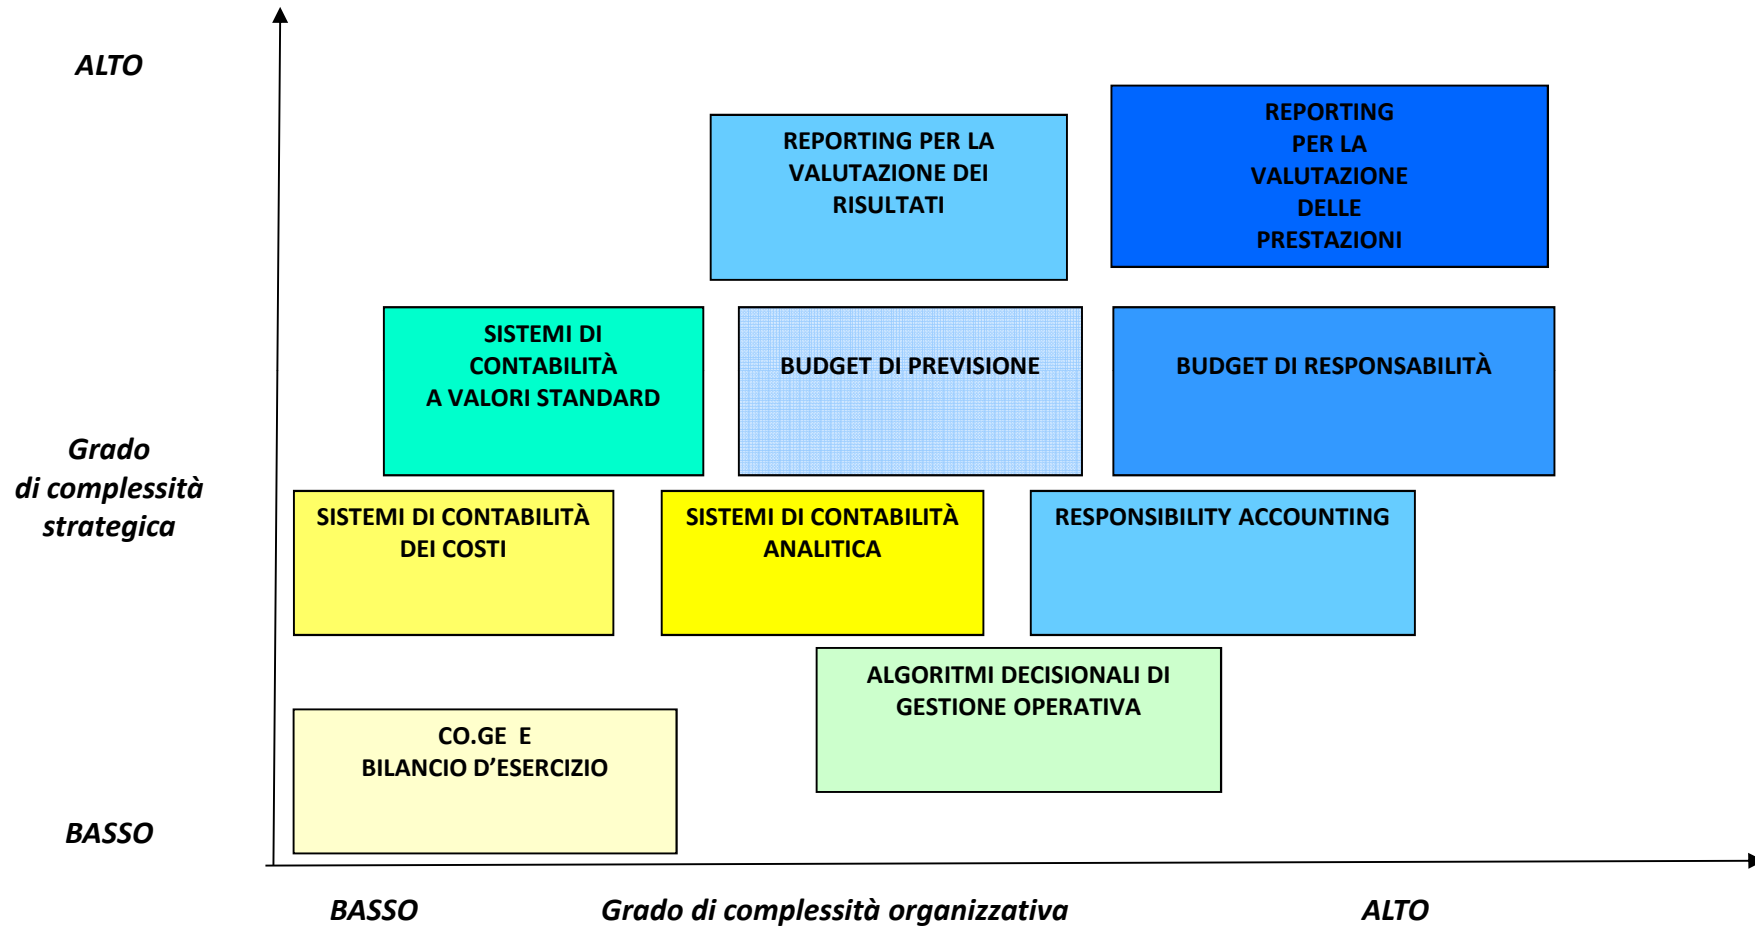 ALTO
REPORTING PER LA
VALUTAZIONE DEI
RISULTATI
REPORTING
PER LA
VALUTAZIONE
DELLE
PRESTAZIONI
SISTEMI DI
CONTABILITÀ
A VALORI STANDARD
BUDGET DI PREVISIONE
BUDGET DI RESPONSABILITÀ
Grado
di complessità
strategica
SISTEMI DI CONTABILITÀ
DEI COSTI
SISTEMI DI CONTABILITÀ
ANALITICA
RESPONSIBILITY ACCOUNTING
ALGORITMI DECISIONALI DI
GESTIONE OPERATIVA
CO.GE E
BILANCIO D'ESERCIZIO
BASSO
BASSO
Grado di complessità organizzativa
ALTO